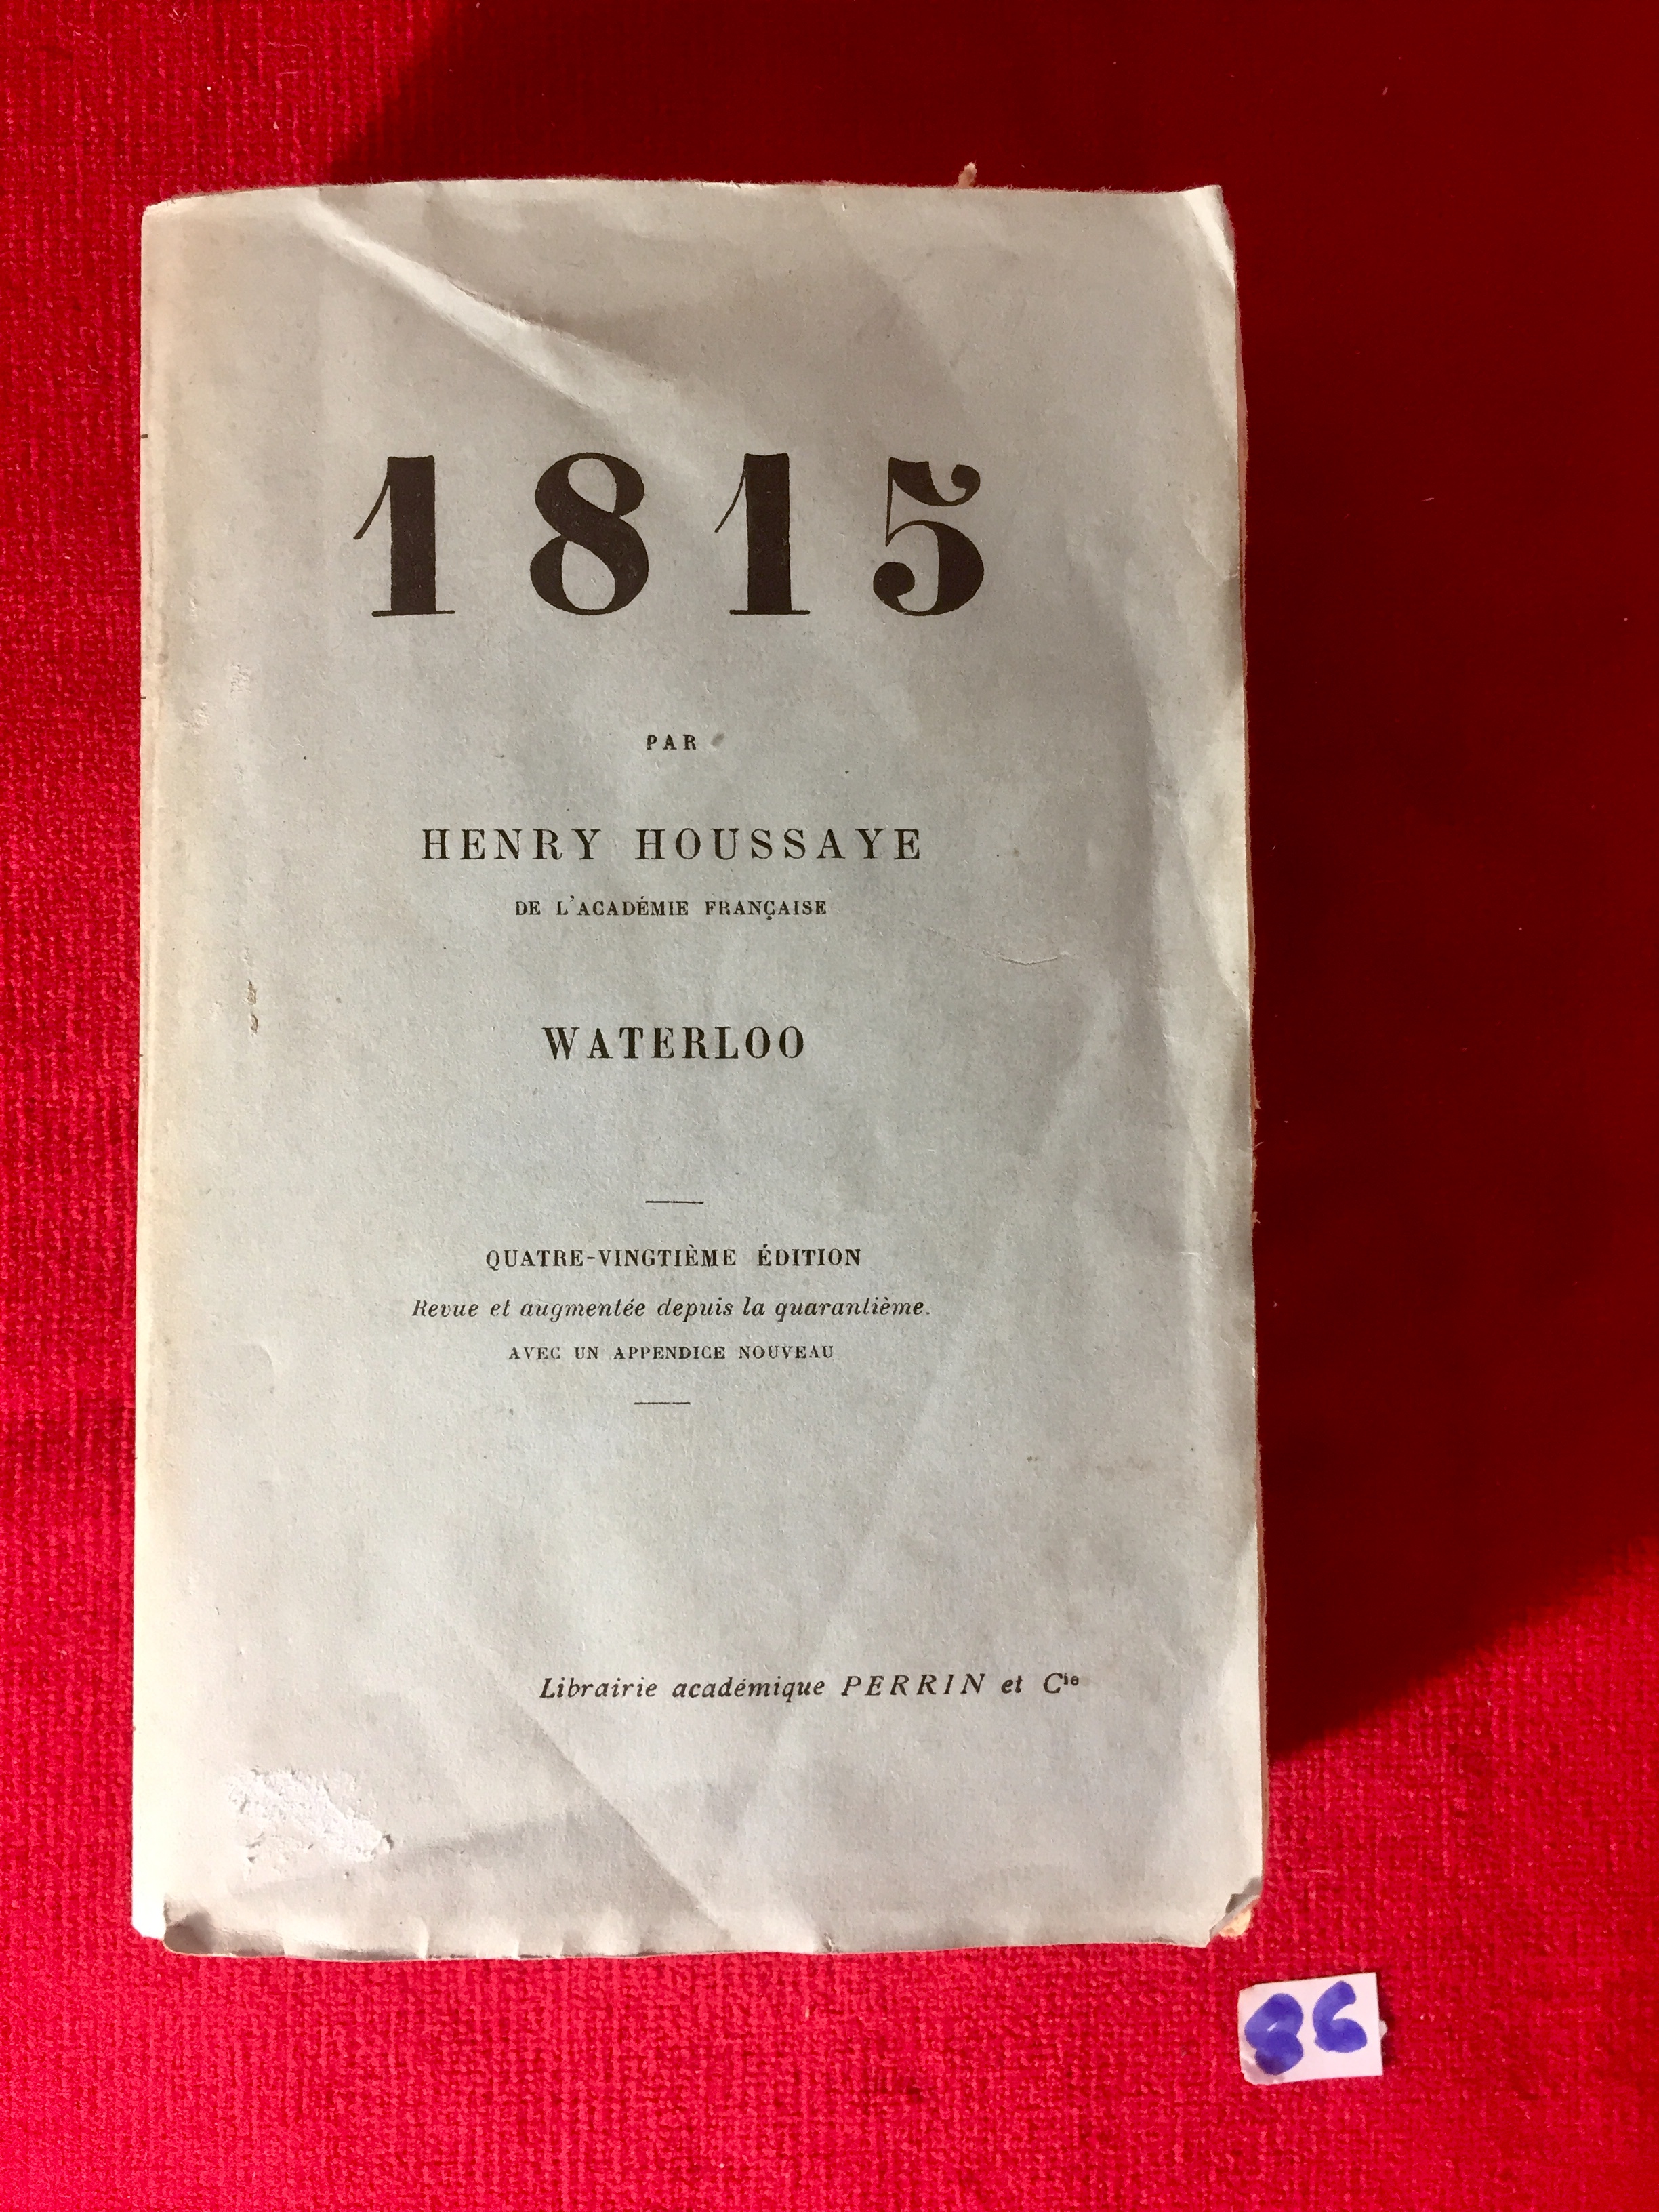 1815
PAR
HENRY HOUSSAYE
DE L'ACADÉMIE FRANÇAISE
WATERLOO
QUATRE-VINGTIÈME ÉDITION
Revue et augmentée depuis la quarantième.
AVEC UN APPENDICE NOUVEAU
Librairie académique PERRIN et Cie
86